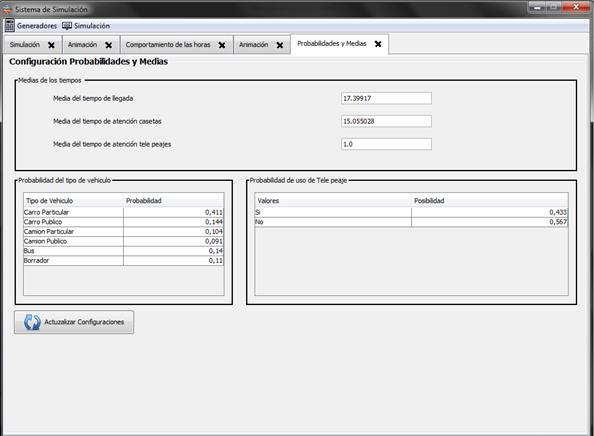 Sistema de Simulación
Generadores Simulación
Simulación Animación Comportamiento de las horas Animación Probabilidades y Medias
Configuración Probabilidades y Medias
Medias de los tiempos
Media del tiempo de llegada 17.39917
Media del tiempo de atención casetas 15.055028
Media del tiempo de atención tele peajes 1.0
Probabilidad del tipo de vehiculo
Tipo de Vehiculo Probabilidad
Carro Particular 0,411
Carro Publico 0,144
Camion Particular 0,104
Camion Publico 0,091
Bus 0,14
Borrador 0,11
Probabilidad de uso de Tele peaje
Valores Posibilidad
Si 0,433
No 0,567
Actuzalizar Configuraciones